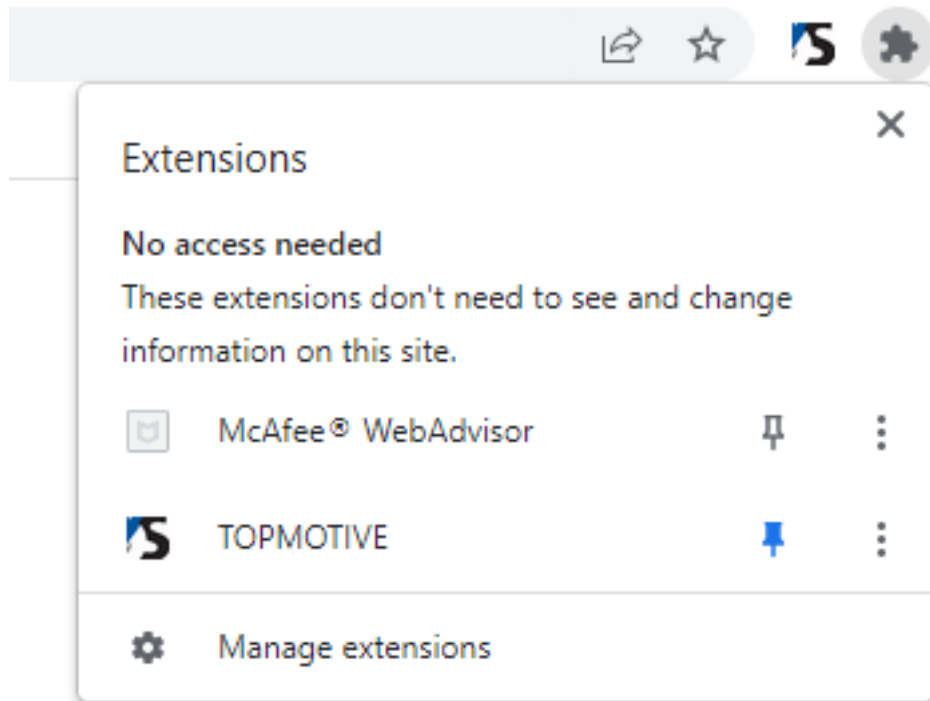 Extensions
No access needed
These extensions don't need to see and change
information on this site.
McAfee® WebAdvisor
TOPMOTIVE
Manage extensions